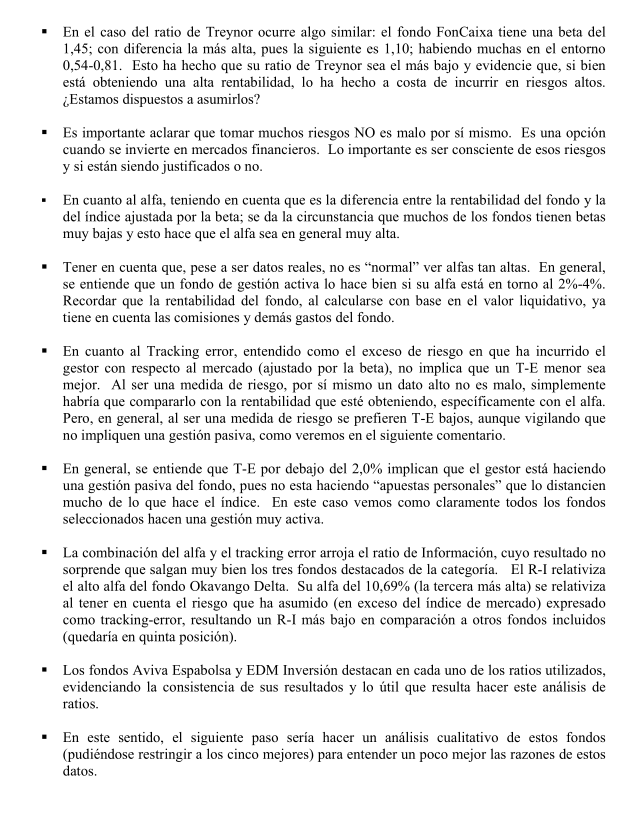 ▪ En el caso del ratio de Treynor ocurre algo similar: el fondo FonCaixa tiene una beta del
1,45; con diferencia la más alta, pues la siguiente es 1,10; habiendo muchas en el entorno
0,54-0,81.  Esto ha hecho que su ratio de Treynor sea el más bajo y evidencie que, si bien
está obteniendo una alta rentabilidad, lo ha hecho a costa de incurrir en riesgos altos.
¿Estamos dispuestos a asumirlos?
▪ Es importante aclarar que tomar muchos riesgos NO es malo por sí mismo.  Es una opción
cuando se invierte en mercados financieros.  Lo importante es ser consciente de esos riesgos
y si están siendo justificados o no.
▪ En cuanto al alfa, teniendo en cuenta que es la diferencia entre la rentabilidad del fondo y la
del índice ajustada por la beta; se da la circunstancia que muchos de los fondos tienen betas
muy bajas y esto hace que el alfa sea en general muy alta.
▪ Tener en cuenta que, pese a ser datos reales, no es “normal” ver alfas tan altas.  En general,
se entiende que un fondo de gestión activa lo hace bien si su alfa está en torno al 2%-4%.
Recordar que la rentabilidad del fondo, al calcularse con base en el valor liquidativo, ya
tiene en cuenta las comisiones y demás gastos del fondo.
▪ En cuanto al Tracking error, entendido como el exceso de riesgo en que ha incurrido el
gestor con respecto al mercado (ajustado por la beta), no implica que un T-E menor sea
mejor.  Al ser una medida de riesgo, por sí mismo un dato alto no es malo, simplemente
habría que compararlo con la rentabilidad que esté obteniendo, específicamente con el alfa.
Pero, en general, al ser una medida de riesgo se prefieren T-E bajos, aunque vigilando que
no impliquen una gestión pasiva, como veremos en el siguiente comentario.
▪ En general, se entiende que T-E por debajo del 2,0% implican que el gestor está haciendo
una gestión pasiva del fondo, pues no esta haciendo “apuestas personales” que lo distancien
mucho de lo que hace el índice.  En este caso vemos como claramente todos los fondos
seleccionados hacen una gestión muy activa.
▪ La combinación del alfa y el tracking error arroja el ratio de Información, cuyo resultado no
sorprende que salgan muy bien los tres fondos destacados de la categoría.  El R-I relativiza
el alto alfa del fondo Okavango Delta.  Su alfa del 10,69% (la tercera más alta) se relativiza
al tener en cuenta el riesgo que ha asumido (en exceso del índice de mercado) expresado
como tracking-error, resultando un R-I más bajo en comparación a otros fondos incluidos
(quedaría en quinta posición).
▪ Los fondos Aviva Espabolsa y EDM Inversión destacan en cada uno de los ratios utilizados,
evidenciando la consistencia de sus resultados y lo útil que resulta hacer este análisis de
ratios.
▪ En este sentido, el siguiente paso sería hacer un análisis cualitativo de estos fondos
(pudiéndose restringir a los cinco mejores) para entender un poco mejor las razones de estos
datos.